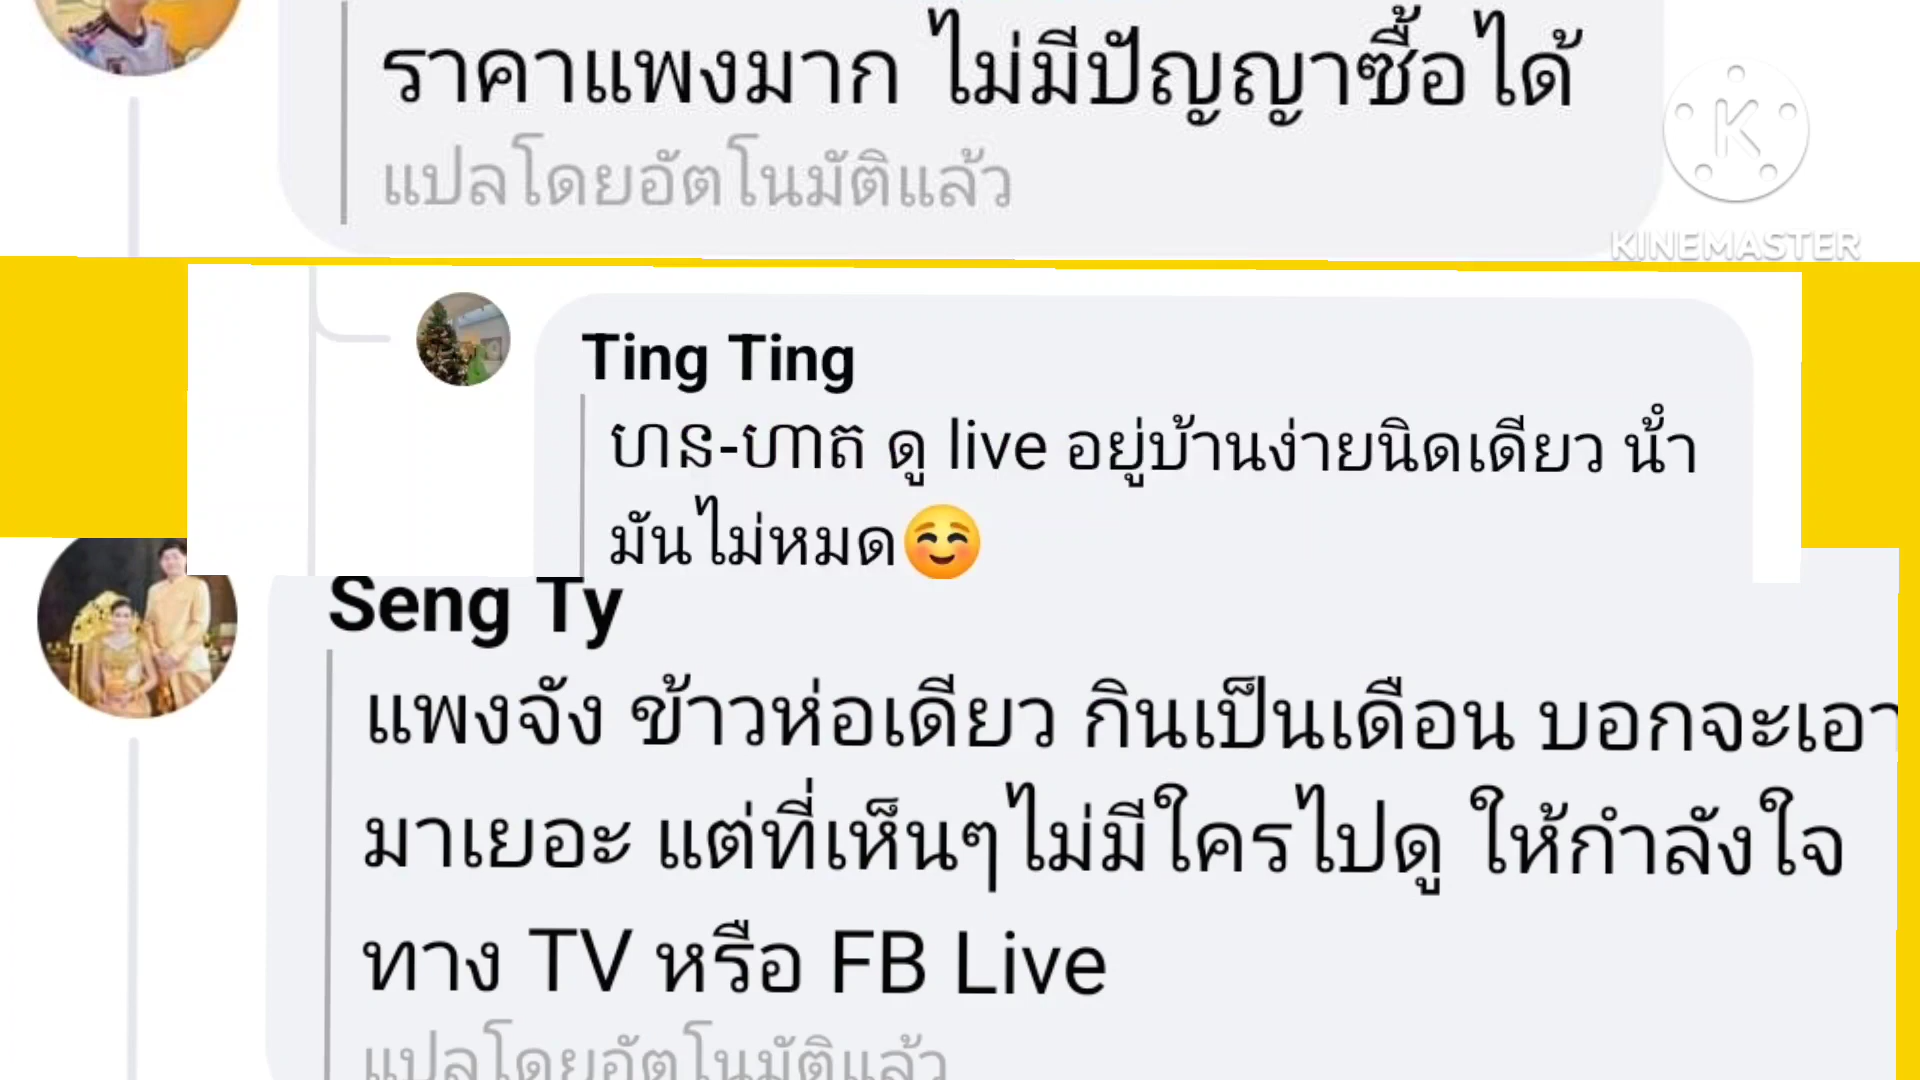 ราคาแพงมาก ไม่มีปัญญาซื้อได้
แปลโดยอัตโนมัติแล้ว
KINEMASTER
Ting Ting
ហាន-ហាត ดู live อยู่บ้านง่ายนิดเดียว น้ำ
มันไม่หมด☺️
Seng Ty
แพงจัง ข้าวห่อเดียว กินเป็นเดือน บอกจะเอา
มาเยอะ แต่ที่เห็นๆไม่มีใครไปดู ให้กำลังใจ
ทาง TV หรือ FB Live
แปลโดยอัตโนมัติแล้ว